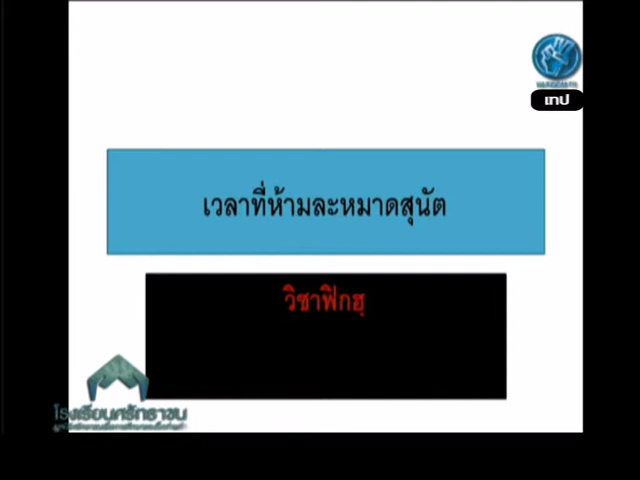 เทป
เวลาที่ห้ามละหมาดสุนัต
วิชาฟิกฮฺ
โรงเรียนศรัทธาชน